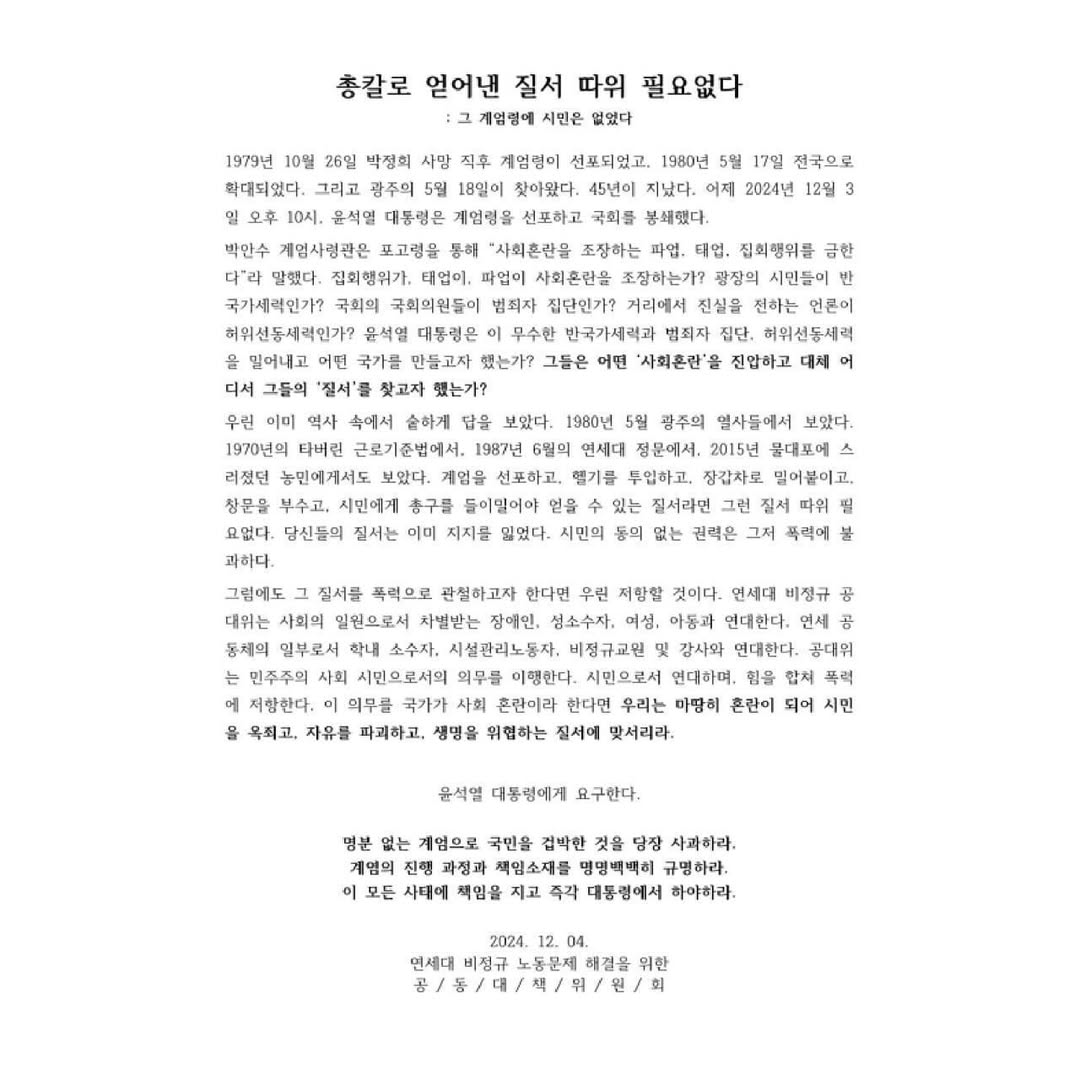 총칼로 얻어낸 질서 따위 필요없다
: 그 계엄령에 시민은 없었다
1979년 10월 26일 박정희 사망 직후 계엄령이 선포되었고, 1980년 5월 17일 전국으로
확대되었다. 그리고 광주의 5월 18일이 찾아왔다. 45년이 지났다. 어제 2024년 12월 3
일 오후 10시, 윤석열 대통령은 계엄령을 선포하고 국회를 봉쇄했다.
박안수 계엄사령관은 포고령을 통해 “사회혼란을 조장하는 파업, 태업, 집회행위를 금한
다”라 말했다. 집회행위가, 태업이, 파업이 사회혼란을 조장하는가? 광장의 시민들이 반
국가세력인가? 국회의 국회의원들이 범죄자 집단인가? 거리에서 진실을 전하는 언론이
허위선동세력인가? 윤석열 대통령은 이 무수한 반국가세력과 범죄자 집단, 허위선동세력
을 밀어내고 어떤 국가를 만들고자 했는가? 그들은 어떤 ‘사회혼란’을 진압하고 대체 어
디서 그들의 ‘질서’를 찾고자 했는가?
우린 이미 역사 속에서 숱하게 답을 보았다. 1980년 5월 광주의 열사들에서 보았다.
1970년의 타버린 근로기준법에서, 1987년 6월의 연세대 정문에서, 2015년 물대포에 스
러졌던 농민에게서도 보았다. 계엄을 선포하고, 헬기를 투입하고, 장갑차로 밀어붙이고,
창문을 부수고, 시민에게 총구를 들이밀어야 얻을 수 있는 질서라면 그런 질서 따위 필
요없다. 당신들의 질서는 이미 지지를 잃었다. 시민의 동의 없는 권력은 그저 폭력에 불
과하다.
그럼에도 그 질서를 폭력으로 관철하고자 한다면 우린 저항할 것이다. 연세대 비정규 공
대위는 사회의 일원으로서 차별받는 장애인, 성소수자, 여성, 아동과 연대한다. 연세 공
동체의 일부로서 학내 소수자, 시설관리노동자, 비정규교원 및 강사와 연대한다. 공대위
는 민주주의 사회 시민으로서의 의무를 이행한다. 시민으로서 연대하며, 힘을 합쳐 폭력
에 저항한다. 이 의무를 국가가 사회 혼란이라 한다면 우리는 마땅히 혼란이 되어 시민
을 옥죄고, 자유를 파괴하고, 생명을 위협하는 질서에 맞서리라.
윤석열 대통령에게 요구한다.
명분 없는 계엄으로 국민을 겁박한 것을 당장 사과하라.
계엄의 진행 과정과 책임소재를 명명백백히 규명하라.
이 모든 사태에 책임을 지고 즉각 대통령에서 하야하라.
2024. 12. 04.
연세대 비정규 노동문제 해결을 위한
공 / 동 / 대 / 책 / 위 / 원 / 회